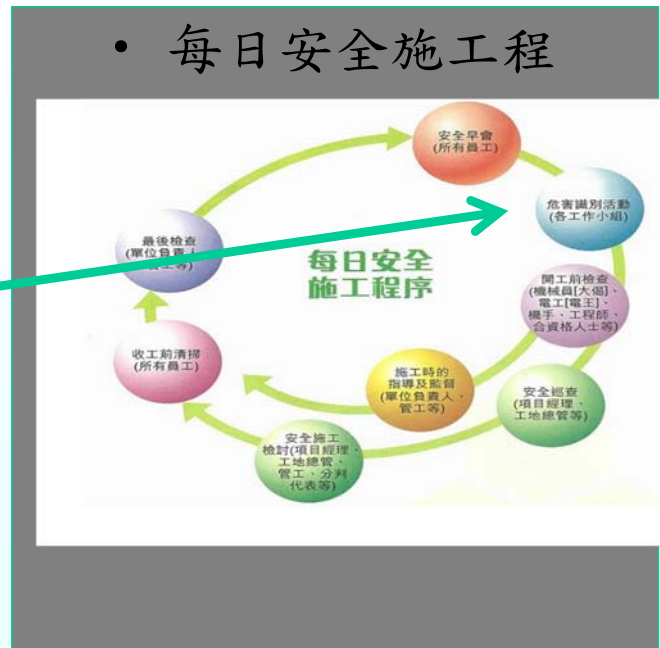 • 每日安全施工程
安全早會
(所有員工)
危害識別活動
(各工作小組)
開工前檢查
(機械員[大偈]、
電工[電王]、
機手、工程師、
合資格人士等)
安全巡查
(項目經理、
工地總管等)
施工時的
指導及監督
(單位負責人、
管工等)
安全施工
檢討(項目經理、
工地總管、
管工、分判
代表等)
收工前清掃
(所有員工)
最後檢查
(單位負責人、
管工等)
每日安全
施工程序